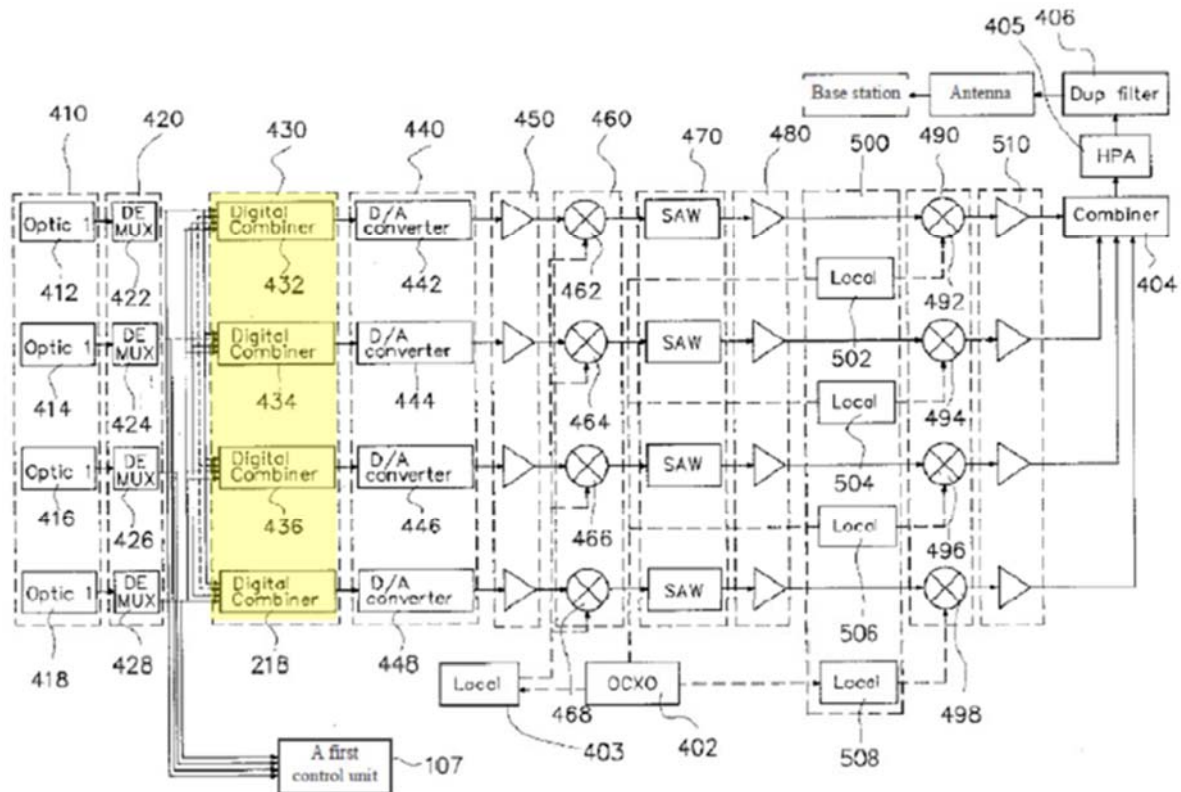 406
405
Base station
Antenna
Dup filter
410
420
430
440
450
460
470
480
500
490
510
HPA
Optic 1
DE
MUX
Digital
Combiner
D/A
converter
SAW
Combiner
412
422
432
442
462
Local
492
404
Optic 1
DE
MUX
Digital
Combiner
D/A
converter
SAW
502
414
424
434
444
464
Local
494
Optic 1
DE
MUX
Digital
Combiner
D/A
converter
SAW
504
416
426
436
446
466
Local
496
Optic 1
DE
MUX
Digital
Combiner
D/A
converter
SAW
506
418
428
218
448
Local
468
OCXO
Local
498
403
402
508
A first
control unit
107